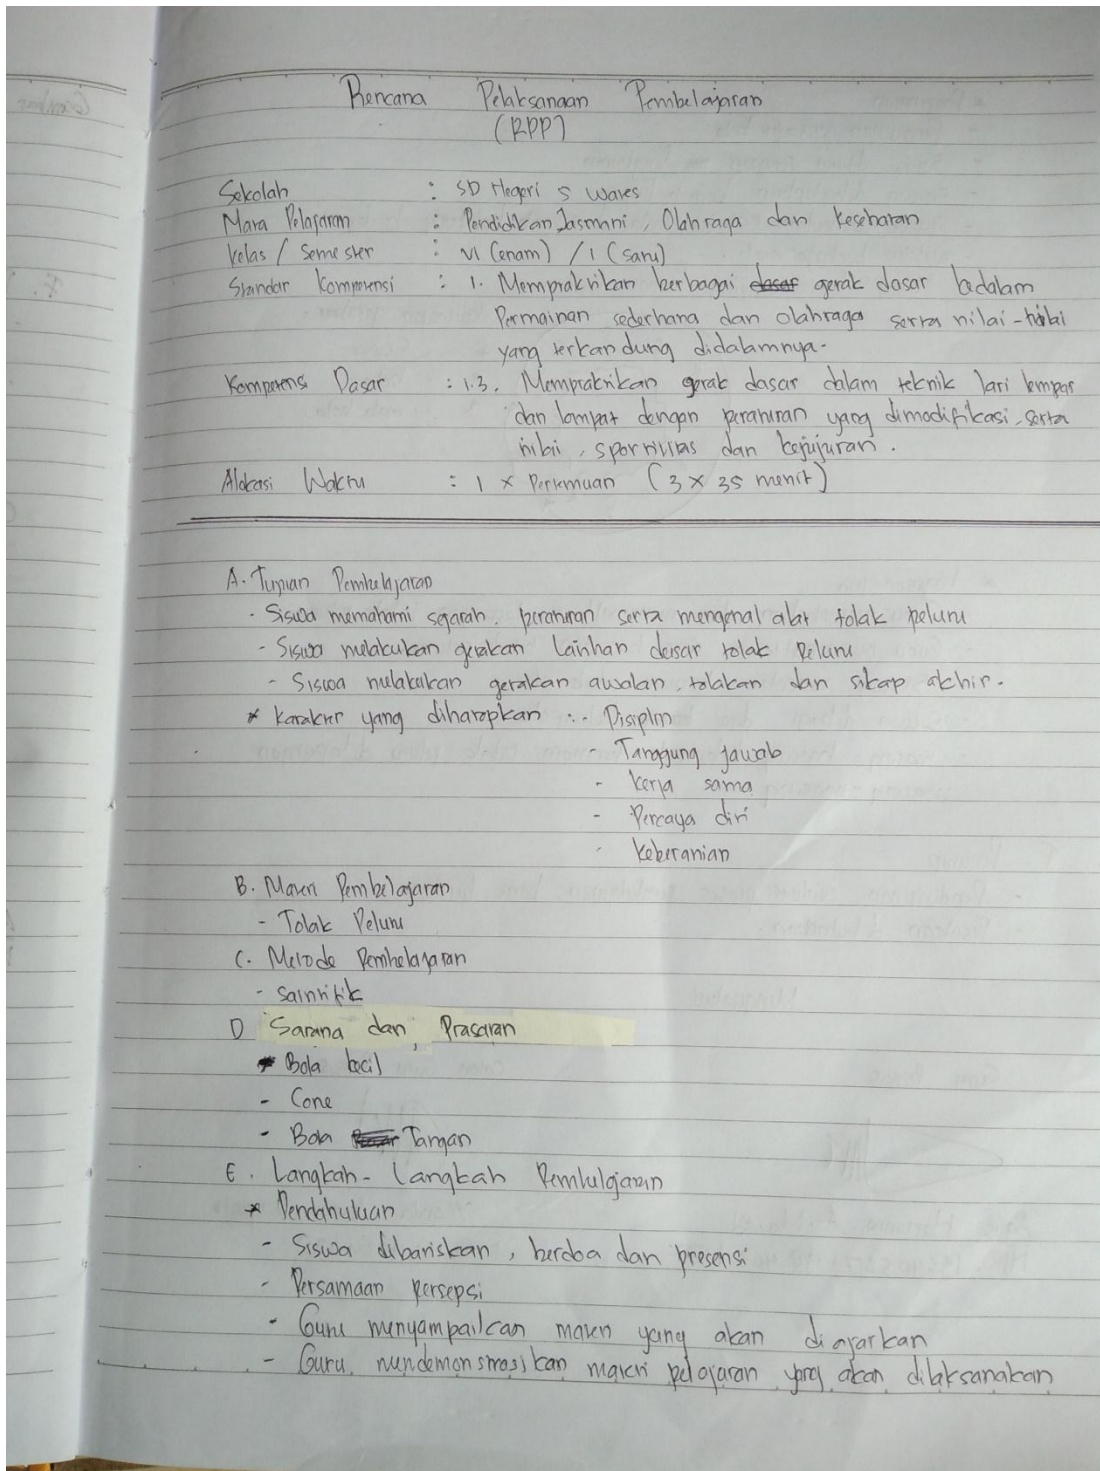 Rencana Pelaksanaan Pembelajaran
(RPP)
Sekolah : SD Negeri 5 Wates
Mata Pelajaran : Pendidikan Jasmani, Olahraga dan Kesehatan
Kelas / Semester : VI (enam) / 1 (satu)
Standar Kompetensi : 1. Mempraktikan berbagai dasar gerak dasar kedalam
Permainan sederhana dan olahraga serta nilai-nilai
yang terkandung didalamnya.
Kompetensi Dasar : 1.3. Mempraktikan gerak dasar dalam teknik lari lempar
dan lompat dengan peraturan yang dimodifikasi, serta
nilai, sportivitas dan kejujuran.
Alokasi Waktu : 1 x Pertemuan (3 x 35 menit)
A. Tujuan Pembelajaran
- Siswa memahami sejarah, peraturan serta mengenal alat tolak peluru
- Siswa melakukan gerakan latihan dasar tolak Peluru
- Siswa melakukan gerakan awalan, tolakan dan sikap akhir.
* Karakter yang diharapkan : - Disiplin
- Tanggung jawab
- Kerja sama
- Percaya diri
- Keberanian
B. Materi Pembelajaran
- Tolak Peluru
C. Metode Pembelajaran
- Saintifik
D Sarana dan Prasaran
- Bola kecil
- Cone
- Bola Besar Tangan
E. Langkah-Langkah Pembelajaran
* Pendahuluan
- Siswa dibariskan, berdoa dan presensi
- Persamaan Persepsi
- Guru menyampaikan materi yang akan diajarkan
- Guru mendemonstrasikan materi pelajaran yang akan dilaksanakan